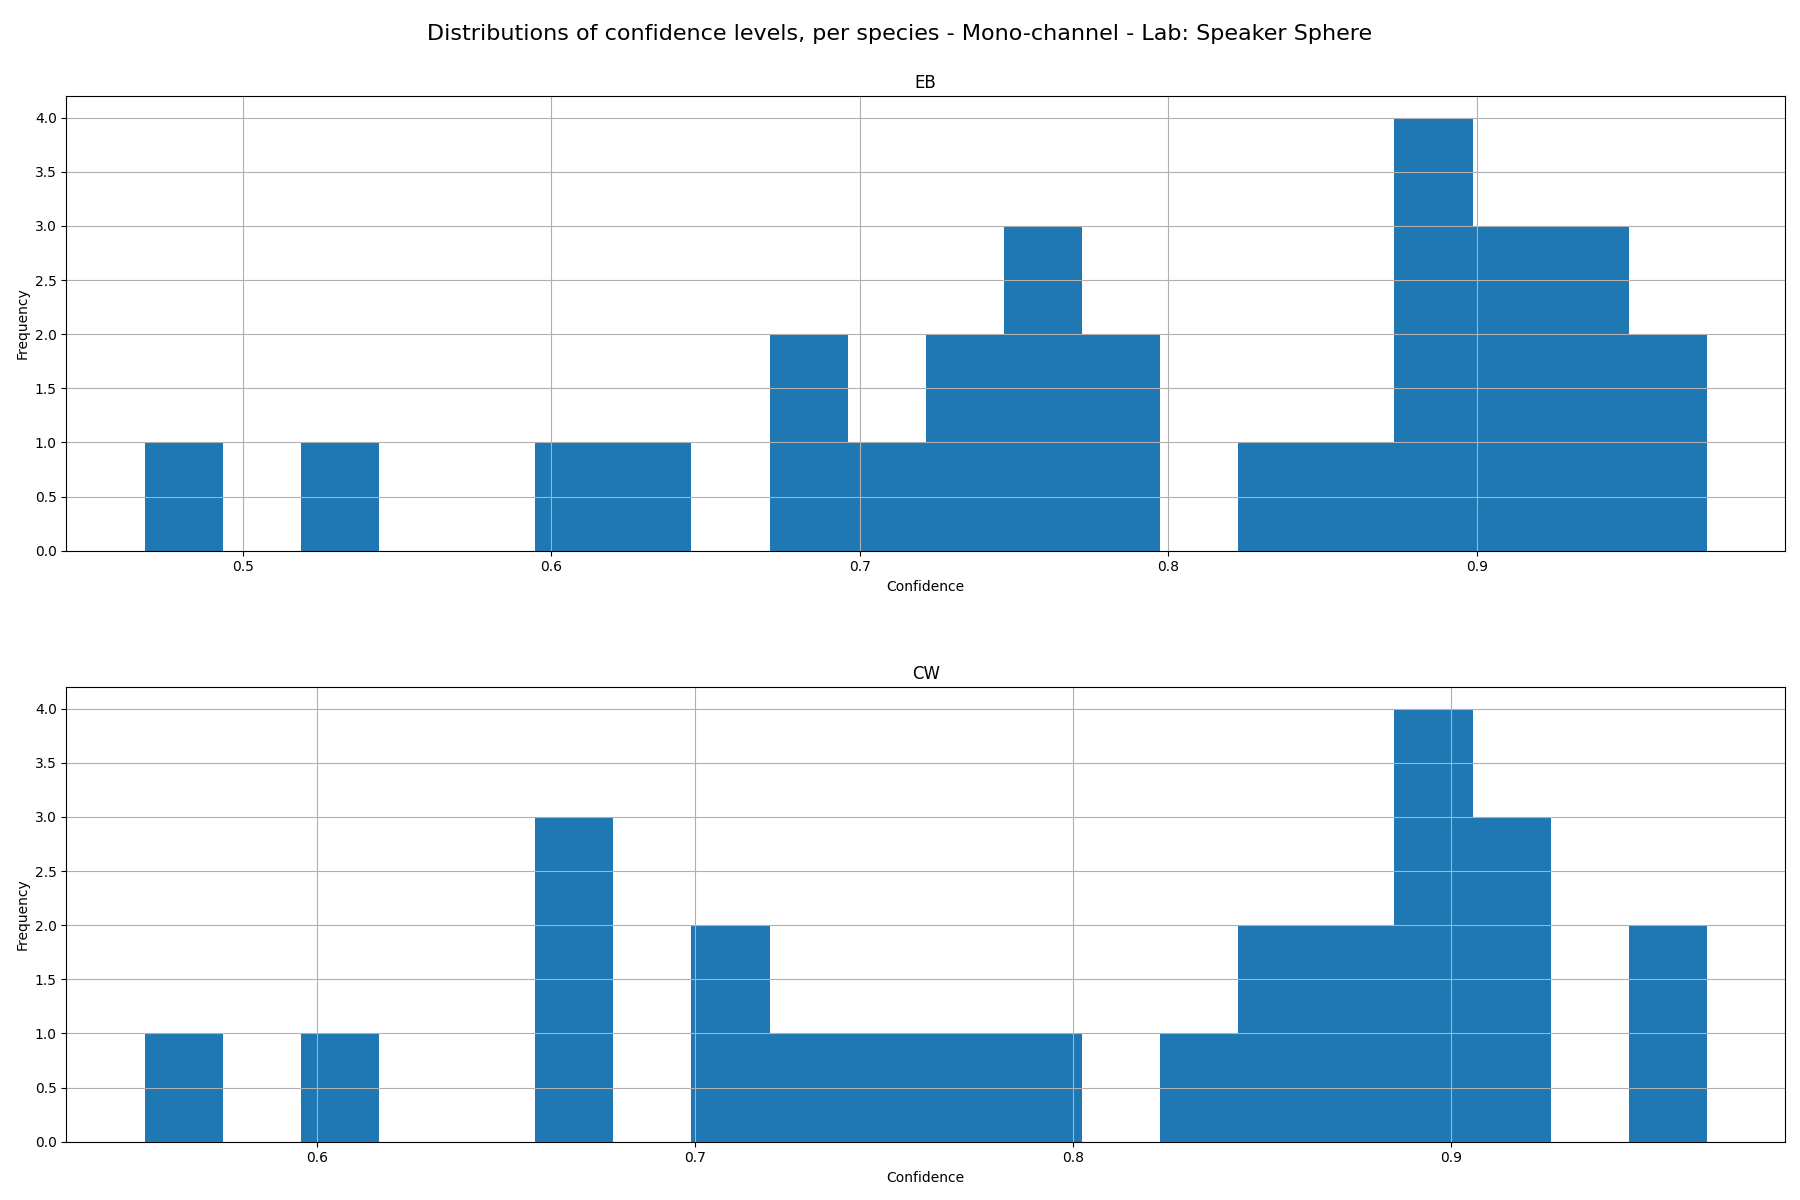 Distributions of confidence levels, per species - Mono-channel - Lab: Speaker Sphere
EB
4.0
3.5
3.0
2.5
2.0
1.5
1.0
0.5
0.0
Frequency
0.5 0.6 0.7 0.8 0.9
Confidence
CW
4.0
3.5
3.0
2.5
2.0
1.5
1.0
0.5
0.0
Frequency
0.6 0.7 0.8 0.9
Confidence